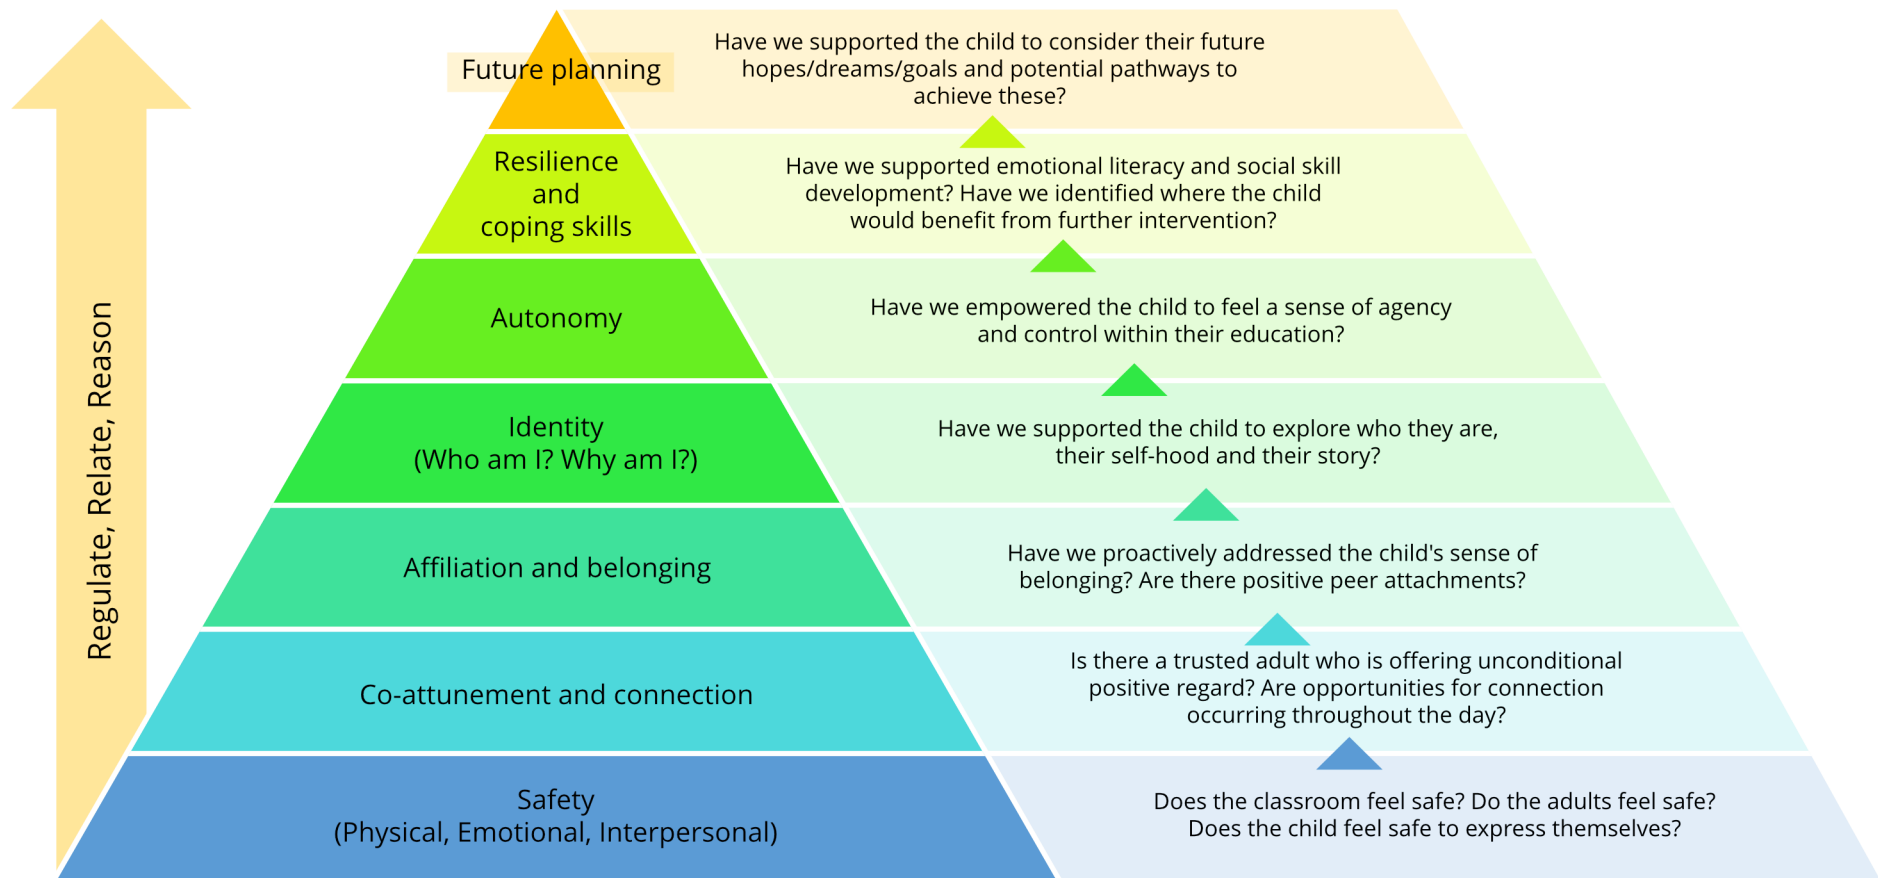 Future planning
Have we supported the child to consider their future
hopes/dreams/goals and potential pathways to
achieve these?
Resilience
and
coping skills
Have we supported emotional literacy and social skill
development? Have we identified where the child
would benefit from further intervention?
Autonomy
Have we empowered the child to feel a sense of agency
and control within their education?
Identity
(Who am I? Why am I?)
Have we supported the child to explore who they are,
their self-hood and their story?
Affiliation and belonging
Have we proactively addressed the child's sense of
belonging? Are there positive peer attachments?
Co-attunement and connection
Is there a trusted adult who is offering unconditional
positive regard? Are opportunities for connection
occurring throughout the day?
Safety
(Physical, Emotional, Interpersonal)
Does the classroom feel safe? Do the adults feel safe?
Does the child feel safe to express themselves?
Regulate, Relate, Reason